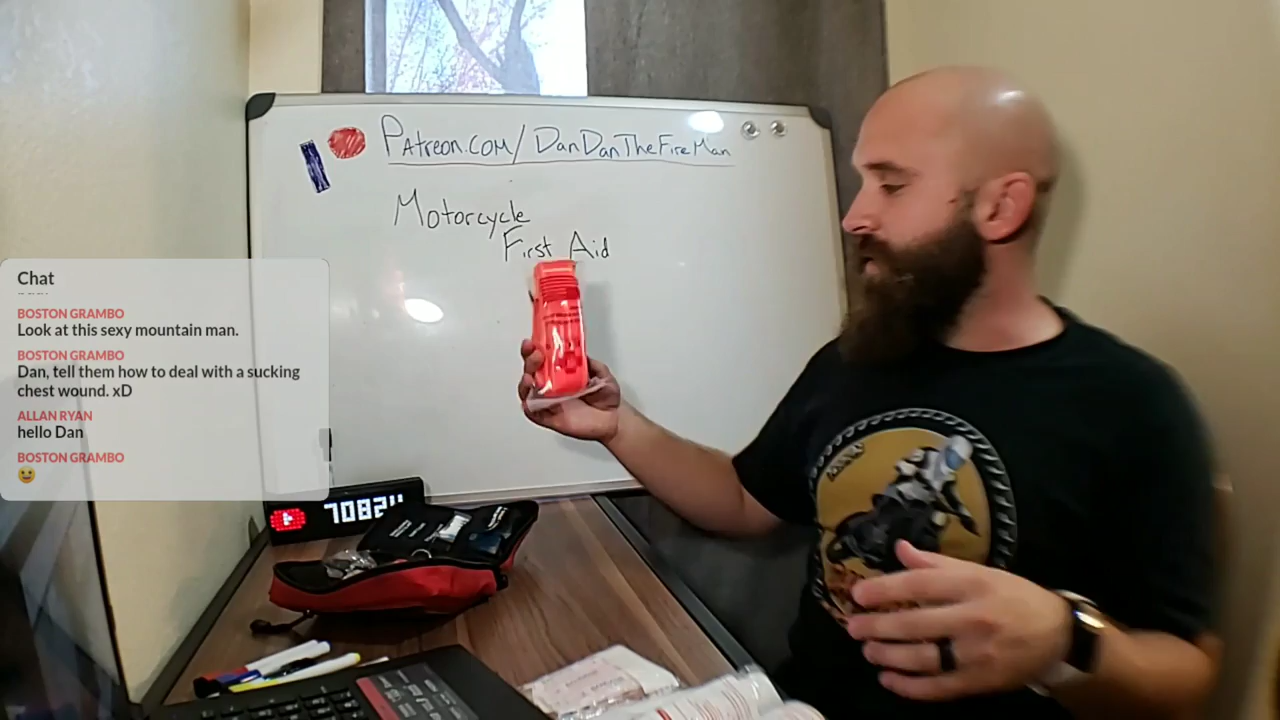 Patreon.com/DanDanTheFireMan
Motorcycle
First Aid
Chat
BOSTON GRAMBO
Look at this sexy mountain man.
BOSTON GRAMBO
Dan, tell them how to deal with a sucking
chest wound. xD
ALLAN RYAN
hello Dan
BOSTON GRAMBO